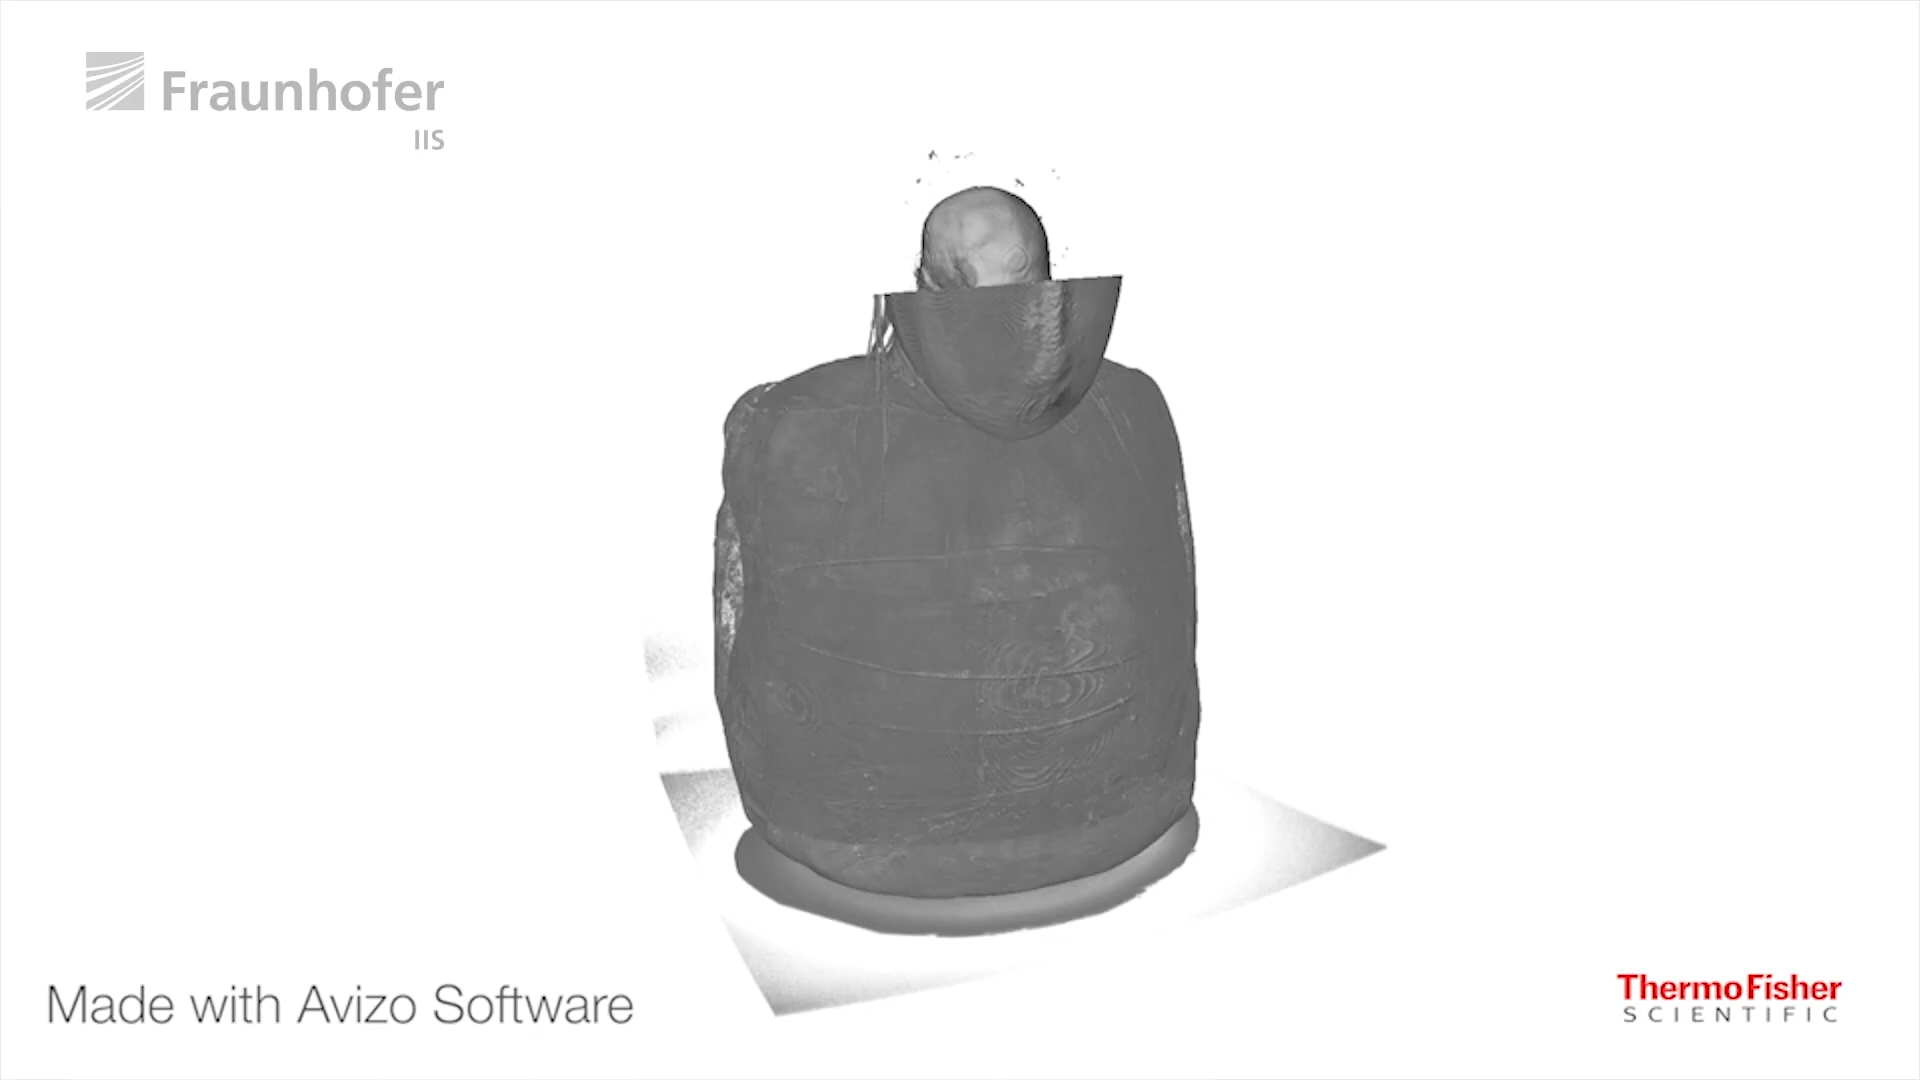 Fraunhofer
IIS
Made with Avizo Software
ThermoFisher
SCIENTIFIC